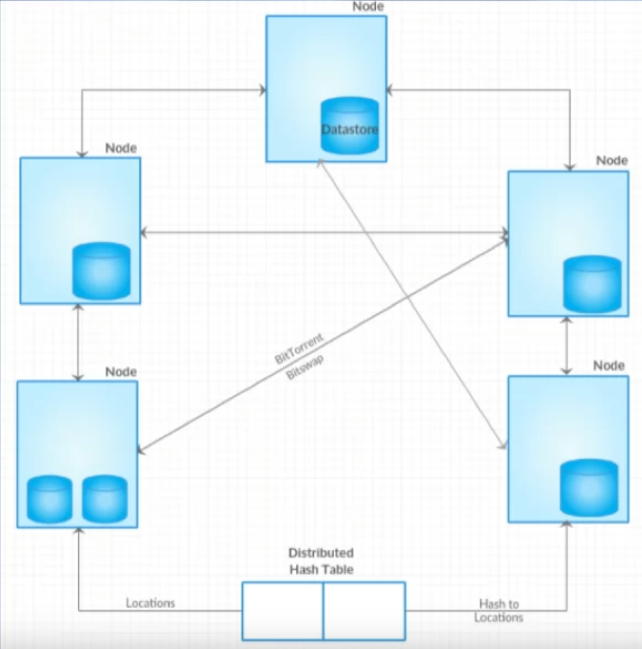 Node
Datastore
Node
Node
BitTorrent
Bitswap
Node
Node
Distributed
Hash Table
Locations
Hash to
Locations